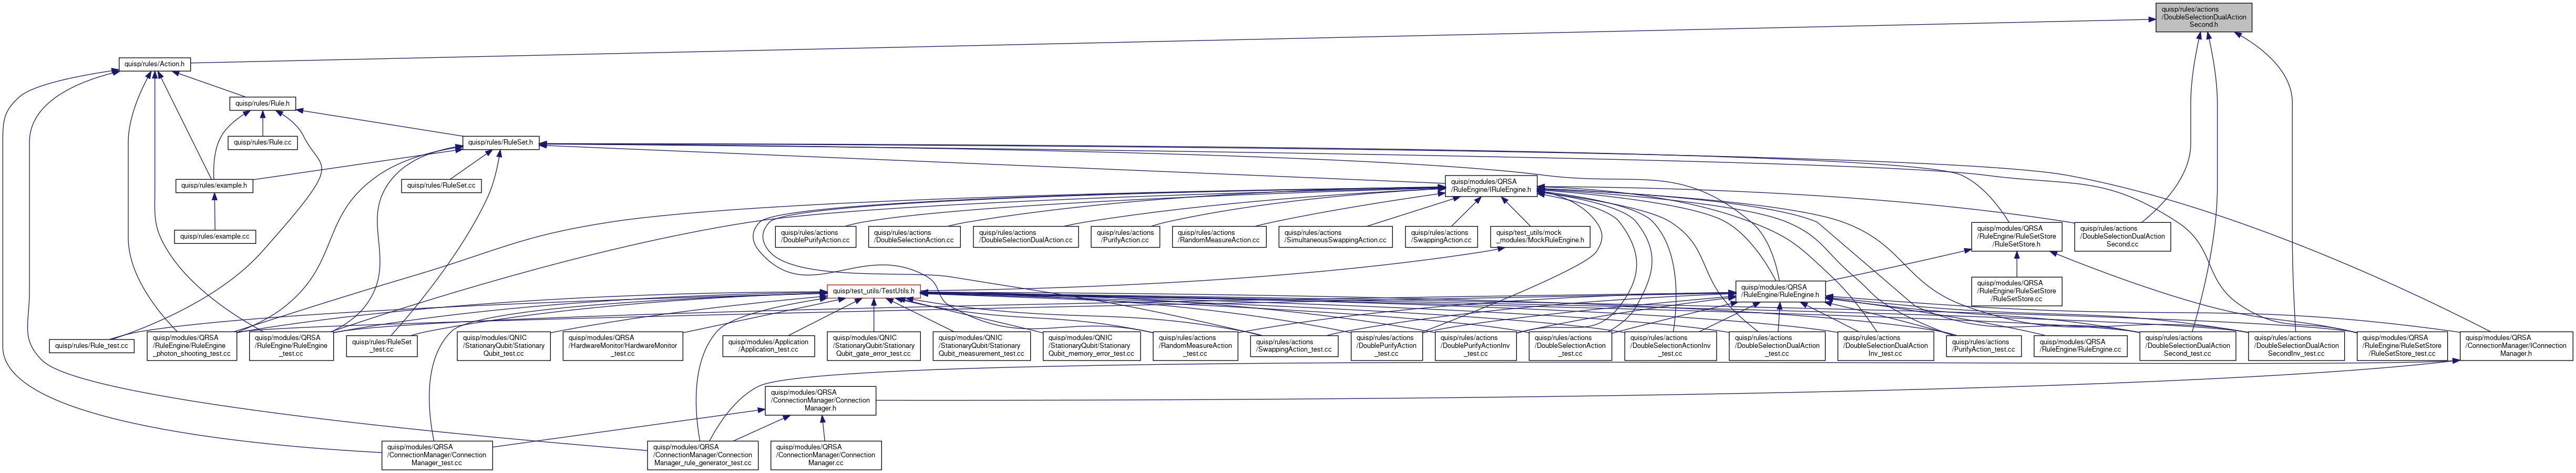 quisp/rules/actions
/DoubleSelectionDualAction
Second.h
quisp/rules/Action.h
quisp/rules/Rule.h
quisp/rules/Rule.cc
quisp/rules/RuleSet.h
quisp/rules/example.h
quisp/rules/RuleSet.cc
quisp/modules/QRSA
/RuleEngine/IRuleEngine.h
quisp/rules/example.cc
quisp/rules/actions
/DoublePurifyAction.cc
quisp/rules/actions
/DoubleSelectionAction.cc
quisp/rules/actions
/DoubleSelectionDualAction.cc
quisp/rules/actions
/PurifyAction.cc
quisp/rules/actions
/RandomMeasureAction.cc
quisp/rules/actions
/SimultaneousSwappingAction.cc
quisp/rules/actions
/SwappingAction.cc
quisp/test_utils/mock
_modules/MockRuleEngine.h
quisp/modules/QRSA
/RuleEngine/RuleSetStore
/RuleSetStore.h
quisp/rules/actions
/DoubleSelectionDualAction
Second.cc
quisp/test_utils/TestUtils.h
quisp/modules/QRSA
/RuleEngine/RuleEngine.h
quisp/modules/QRSA
/RuleEngine/RuleSetStore
/RuleSetStore.cc
quisp/rules/Rule_test.cc
quisp/modules/QRSA
/RuleEngine/RuleEngine
_photon_shooting_test.cc
quisp/modules/QRSA
/RuleEngine/RuleEngine
_test.cc
quisp/rules/RuleSet
_test.cc
quisp/modules/QNIC
/StationaryQubit/Stationary
Qubit_test.cc
quisp/modules/QRSA
/HardwareMonitor/HardwareMonitor
_test.cc
quisp/modules/Application
/Application_test.cc
quisp/modules/QNIC
/StationaryQubit/Stationary
Qubit_gate_error_test.cc
quisp/modules/QNIC
/StationaryQubit/Stationary
Qubit_measurement_test.cc
quisp/modules/QNIC
/StationaryQubit/Stationary
Qubit_memory_error_test.cc
quisp/rules/actions
/RandomMeasureAction
_test.cc
quisp/rules/actions
/SwappingAction_test.cc
quisp/rules/actions
/DoublePurifyAction
_test.cc
quisp/rules/actions
/DoublePurifyActionInv
_test.cc
quisp/rules/actions
/DoubleSelectionAction
_test.cc
quisp/rules/actions
/DoubleSelectionActionInv
_test.cc
quisp/rules/actions
/DoubleSelectionDualAction
_test.cc
quisp/rules/actions
/DoubleSelectionDualAction
Inv_test.cc
quisp/rules/actions
/PurifyAction_test.cc
quisp/modules/QRSA
/RuleEngine/RuleEngine.cc
quisp/rules/actions
/DoubleSelectionDualAction
Second_test.cc
quisp/rules/actions
/DoubleSelectionDualAction
SecondInv_test.cc
quisp/modules/QRSA
/RuleEngine/RuleSetStore
/RuleSetStore_test.cc
quisp/modules/QRSA
/ConnectionManager/IConnection
Manager.h
quisp/modules/QRSA
/ConnectionManager/Connection
Manager.h
quisp/modules/QRSA
/ConnectionManager/Connection
Manager_test.cc
quisp/modules/QRSA
/ConnectionManager/Connection
Manager_rule_generator_test.cc
quisp/modules/QRSA
/ConnectionManager/Connection
Manager.cc